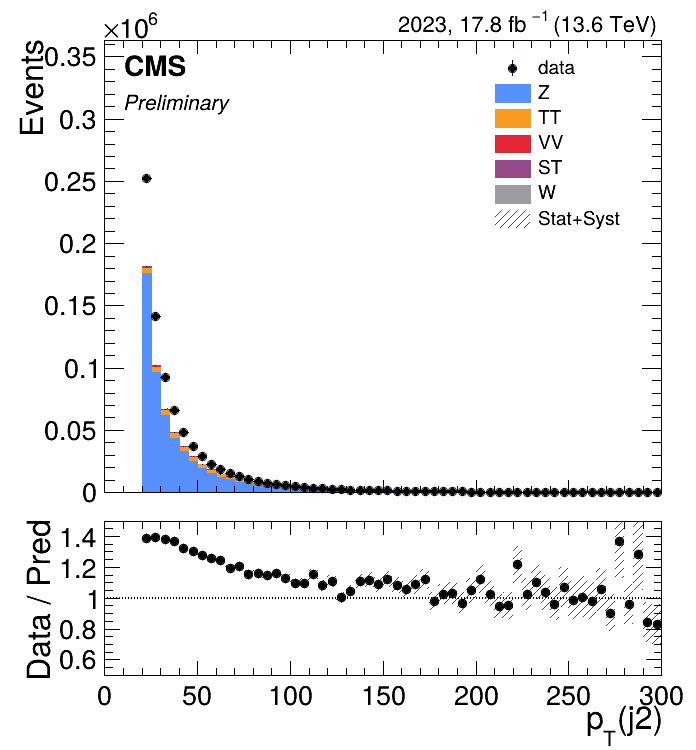 ×10⁶
2023, 17.8 fb⁻¹ (13.6 TeV)
CMS
Preliminary
Events
0.35
0.3
0.25
0.2
0.15
0.1
0.05
0
data
Z
TT
VV
ST
W
Stat+Syst
Data / Pred
1.4
1.2
1
0.8
0.6
0 50 100 150 200 250 300
p_T(j2)